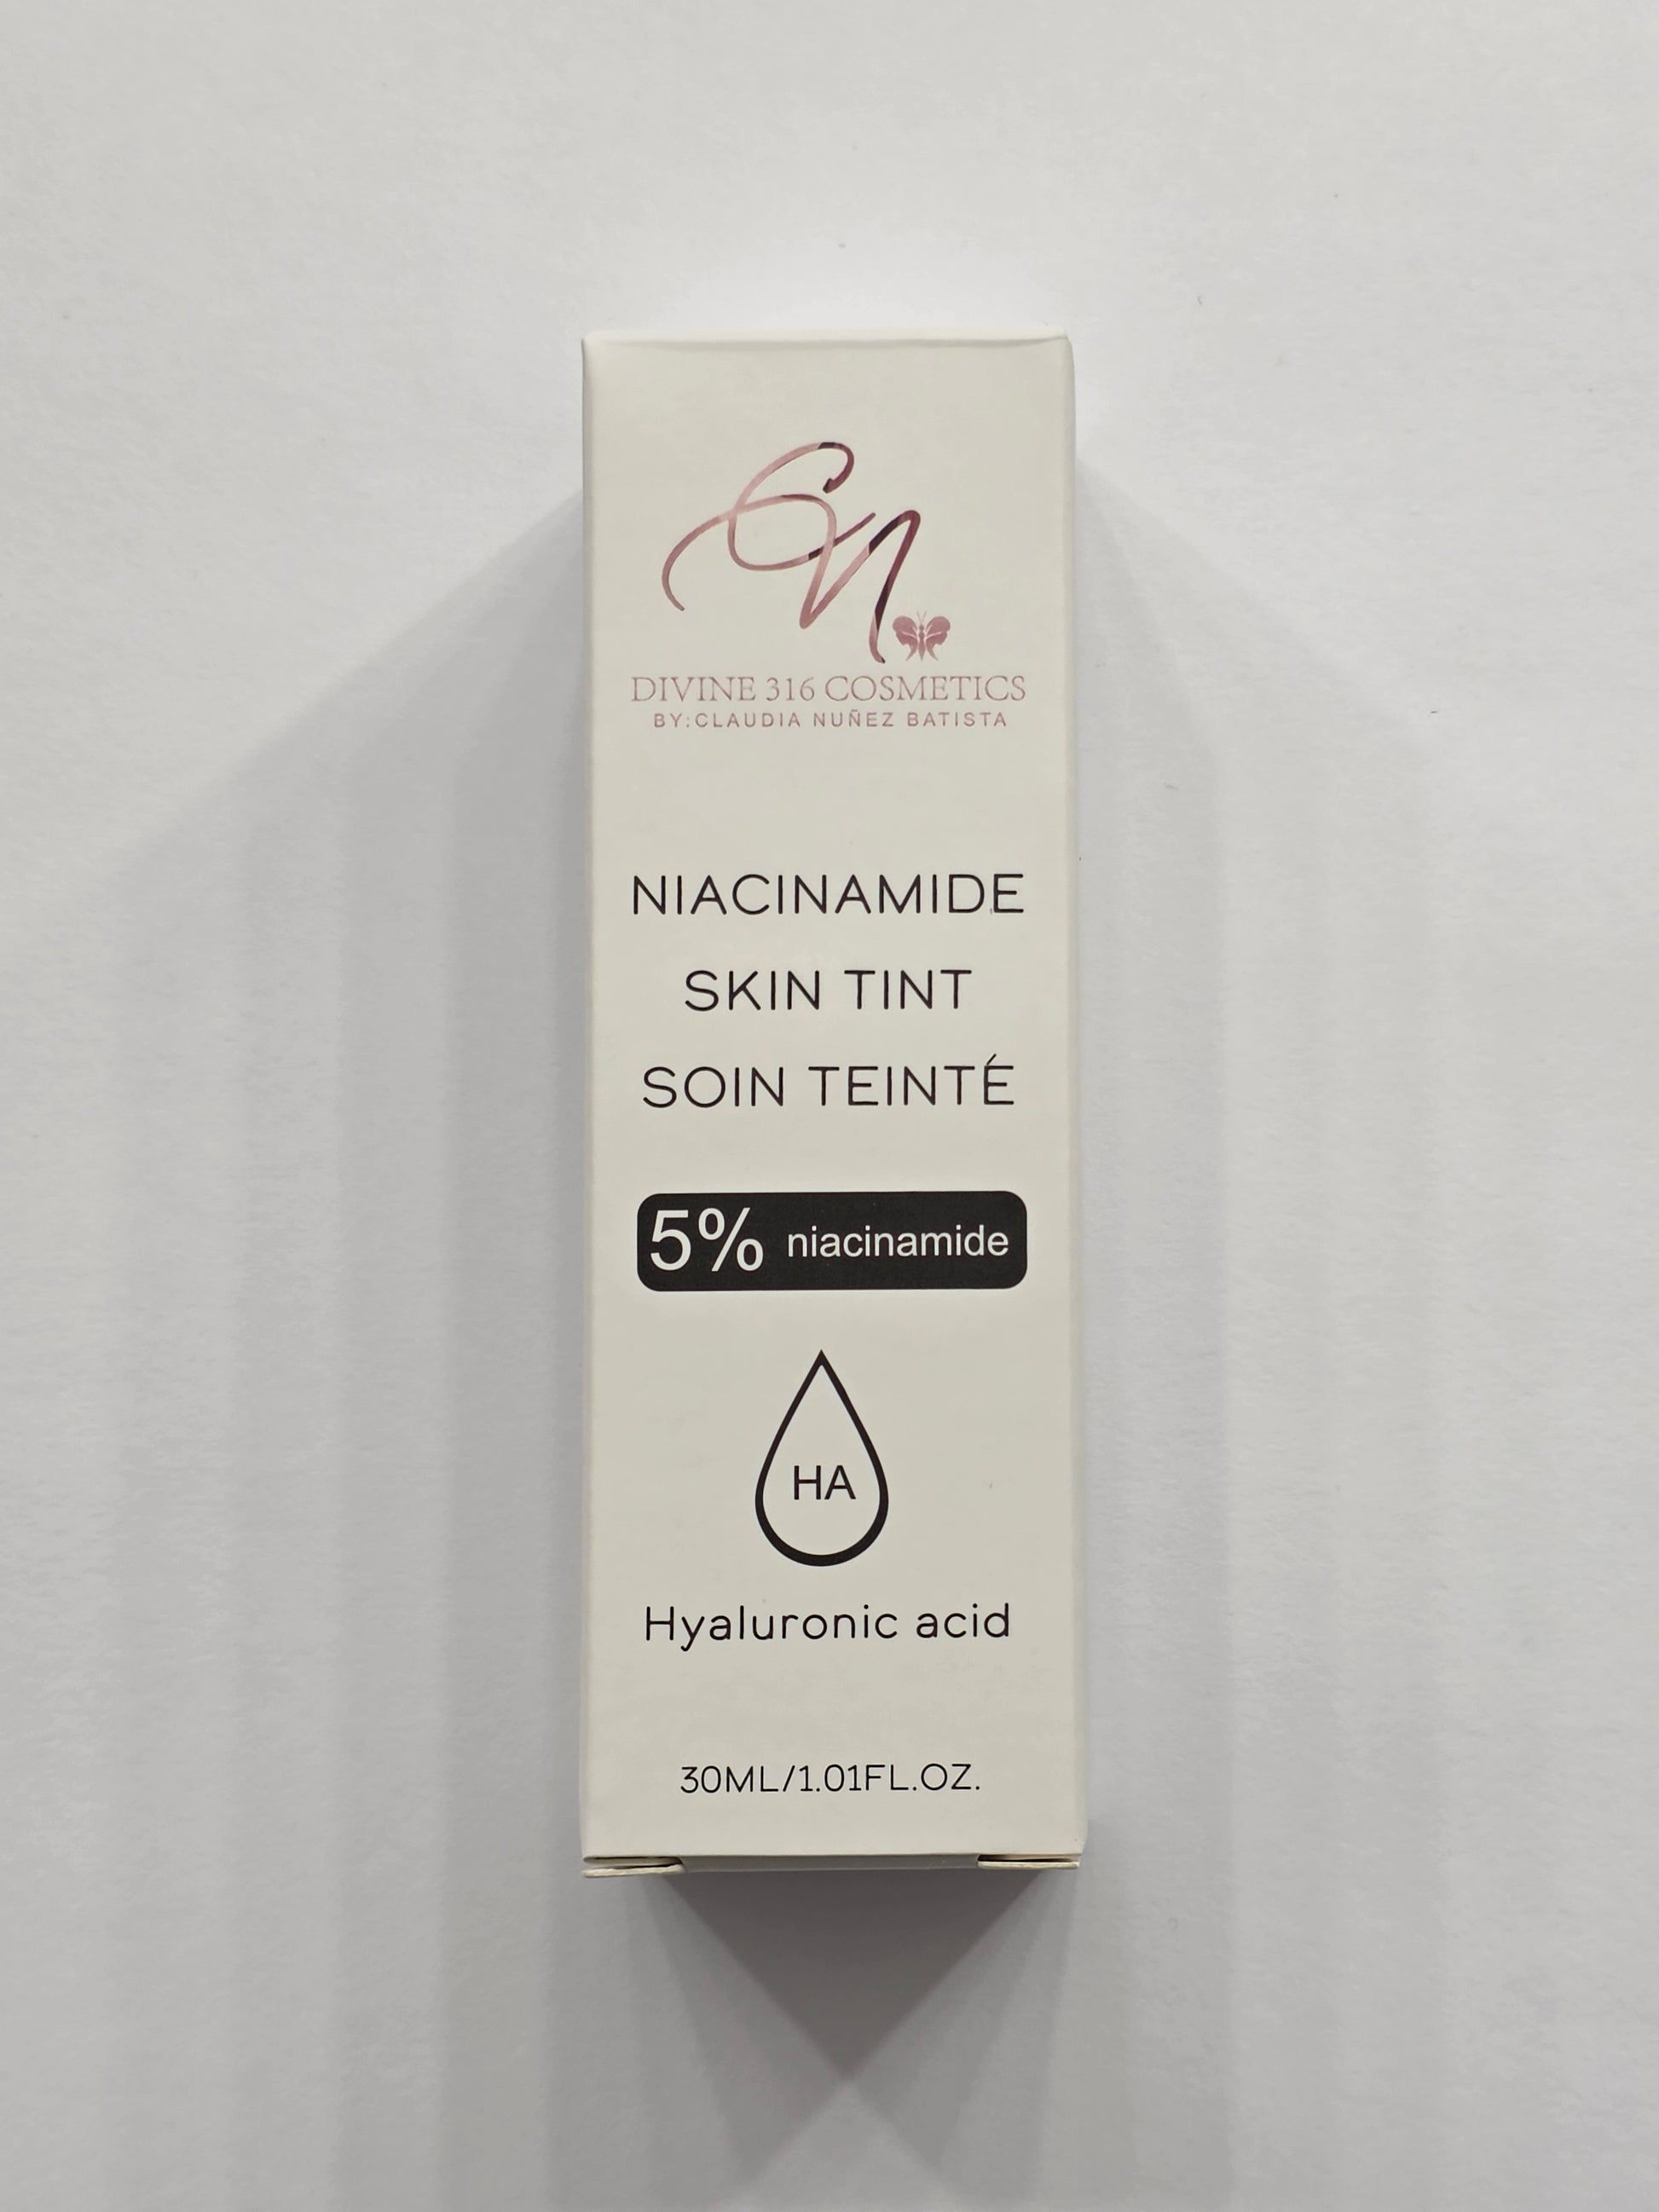 CN
DIVINE 316 COSMETICS
BY:CLAUDIA NUÑEZ BATISTA
NIACINAMIDE
SKIN TINT
SOIN TEINTÉ
5% niacinamide
HA
Hyaluronic acid
30ML/1.01FL.OZ.